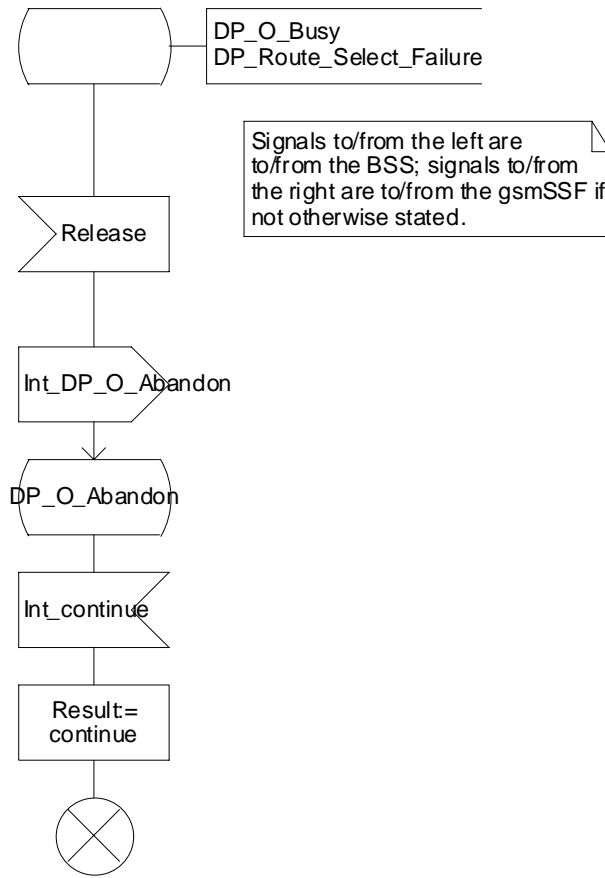 DP_O_Busy
DP_Route_Select_Failure
Signals to/from the left are
to/from the BSS; signals to/from
the right are to/from the gsmSSF if
not otherwise stated.
Release
Int_DP_O_Abandon
DP_O_Abandon
Int_continue
Result:=
continue